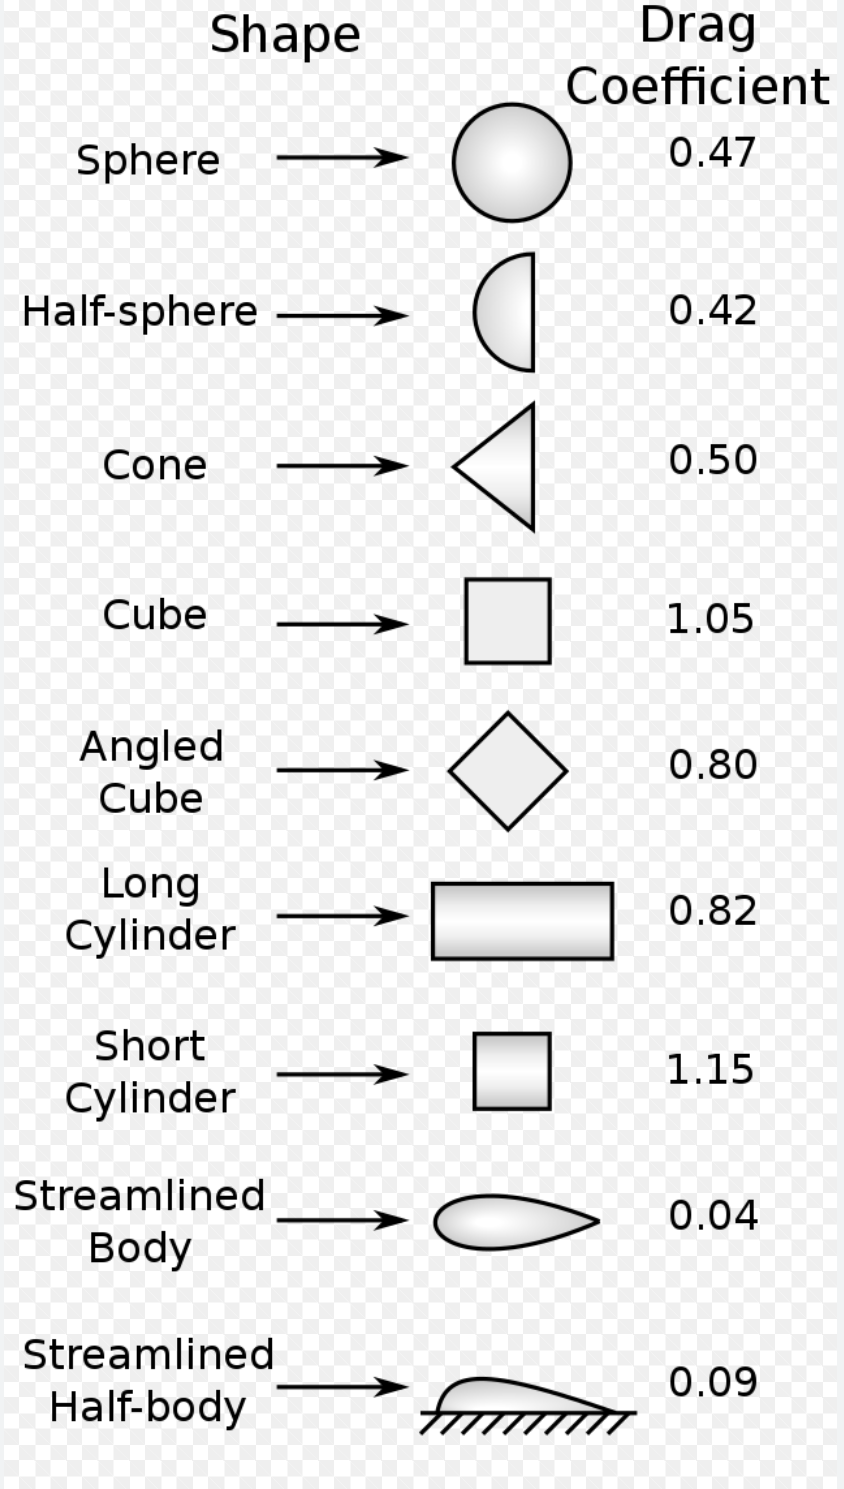 Shape
Drag
Coefficient
Sphere 0.47
Half-sphere 0.42
Cone 0.50
Cube 1.05
Angled
Cube 0.80
Long
Cylinder 0.82
Short
Cylinder 1.15
Streamlined
Body 0.04
Streamlined
Half-body 0.09